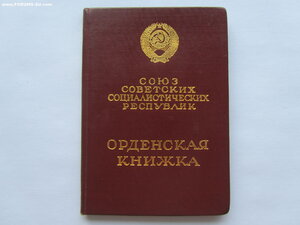 СОЮЗ
СОВЕТСКИХ
СОЦИАЛИСТИЧЕСКИХ
РЕСПУБЛИК
ОРДЕНСКАЯ
КНИЖКА